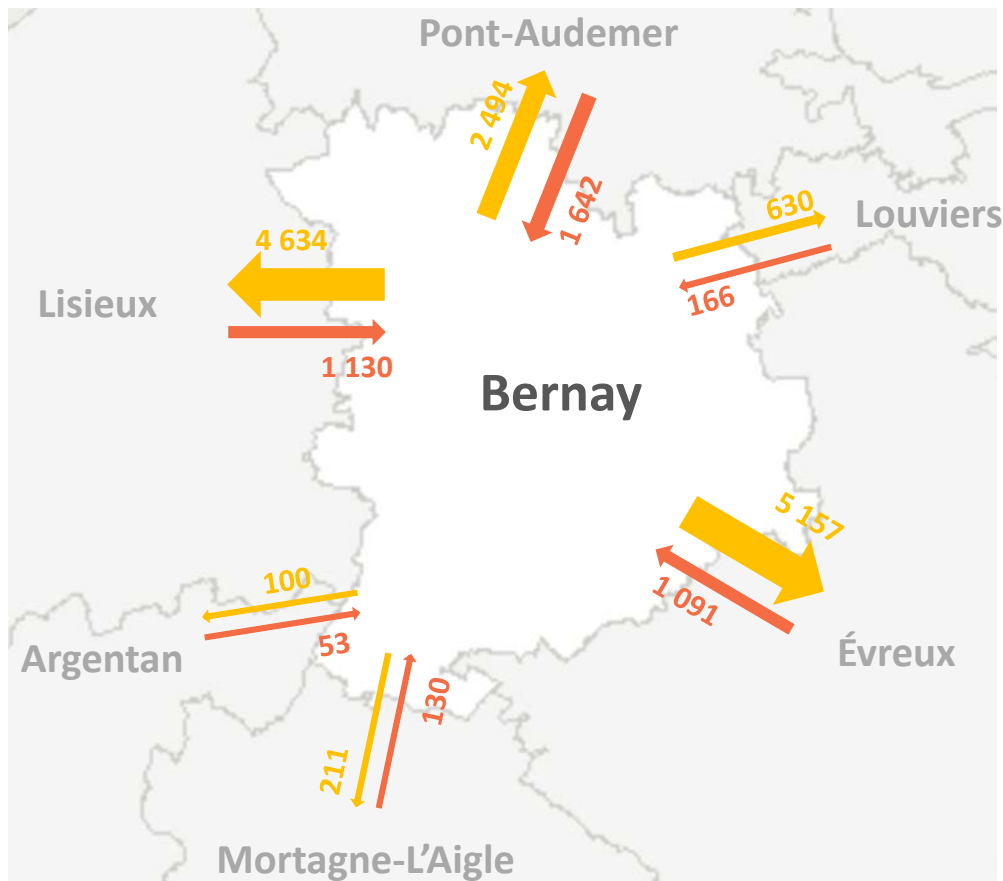 Pont-Audemer
2 494
1 642
630
Louviers
166
4 634
Lisieux
1 130
Bernay
5 157
1 091
Évreux
100
53
Argentan
130
211
Mortagne-L’Aigle